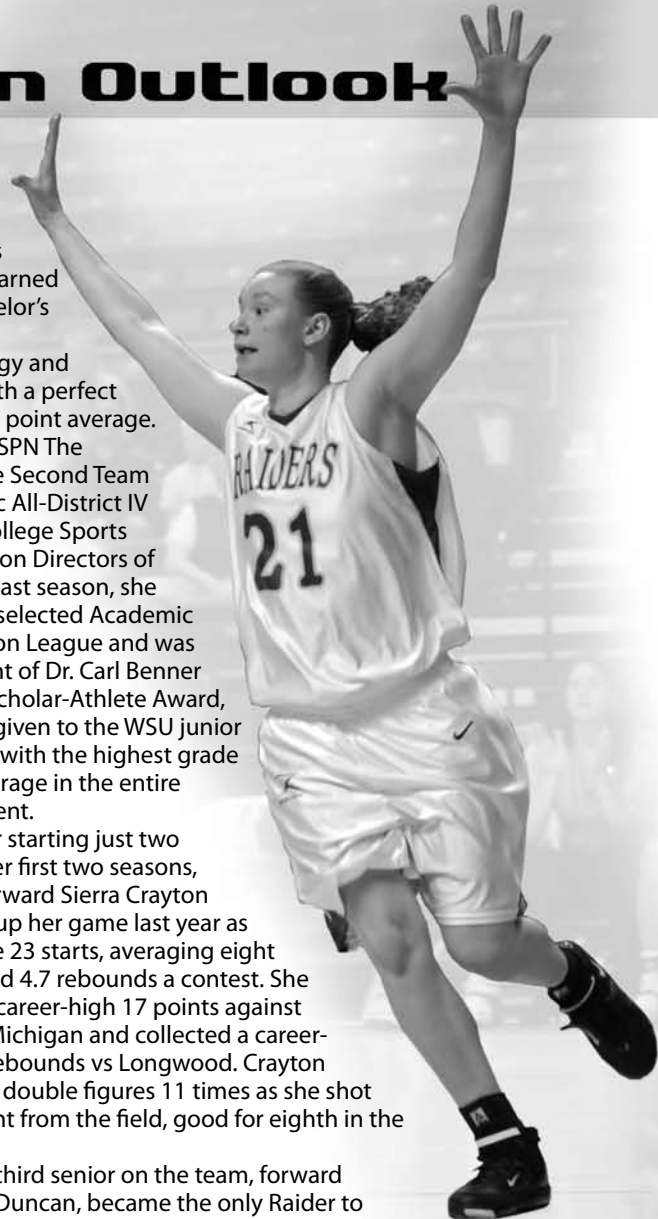 n Outlook
s
arned
elor's
gy and
th a perfect
point average.
SPN The
e Second Team
c All-District IV
ollege Sports
on Directors of
ast season, she
selected Academic
on League and was
nt of Dr. Carl Benner
cholar-Athlete Award,
given to the WSU junior
with the highest grade
rage in the entire
ent.
r starting just two
er first two seasons,
rward Sierra Crayton
up her game last year as
e 23 starts, averaging eight
d 4.7 rebounds a contest. She
career-high 17 points against
Michigan and collected a career-
ebounds vs Longwood. Crayton
double figures 11 times as she shot
nt from the field, good for eighth in the
third senior on the team, forward
Duncan, became the only Raider to
RAIDERS
21